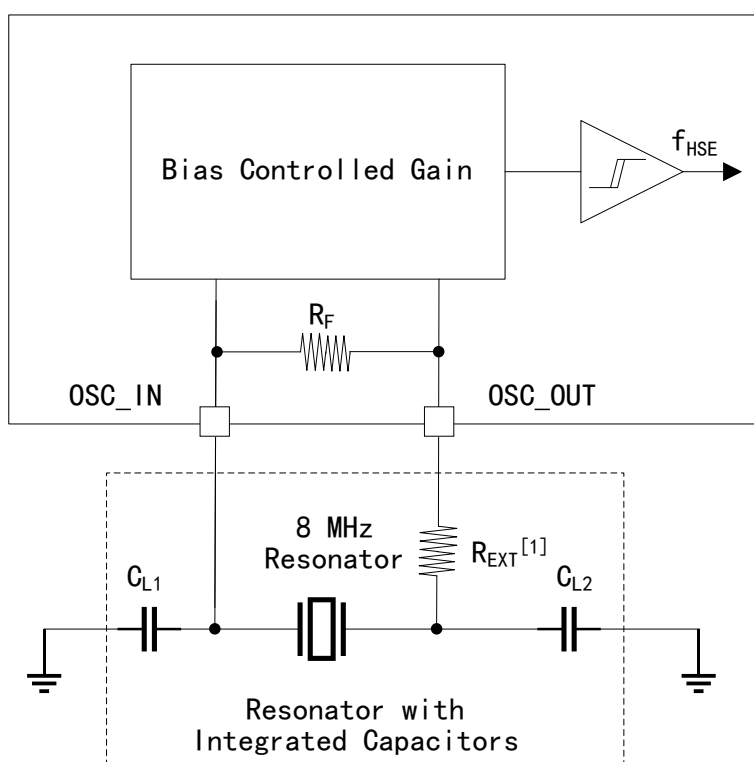 Bias Controlled Gain
fHSE
RF
OSC_IN
OSC_OUT
8 MHz
Resonator
REXT[1]
CL1
CL2
Resonator with
Integrated Capacitors